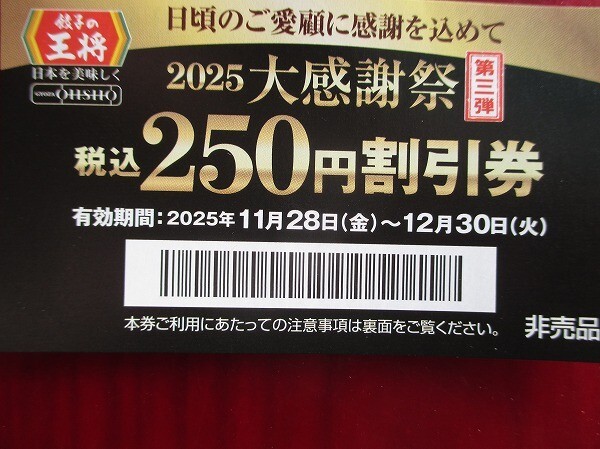 日頃のご愛顧に感謝を込めて
餃子の
王将
日本を美味しく
GYOZA OHSHO
2025大感謝祭
第三弾
税込250円割引券
有効期間：2025年11月28日(金)～12月30日(火)
本券ご利用にあたっての注意事項は裏面をご覧ください。
非売品